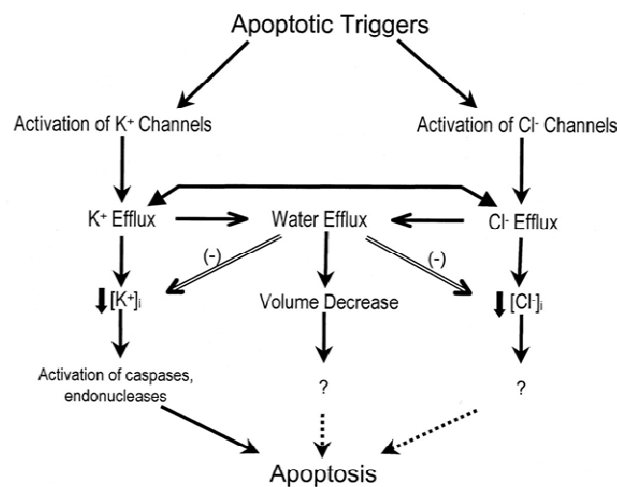 Apoptotic Triggers
Activation of K⁺ Channels
Activation of Cl⁻ Channels
K⁺ Efflux
Water Efflux
Cl⁻ Efflux
(-)
(-)
[K⁺]ᵢ
Volume Decrease
[Cl⁻]ᵢ
Activation of caspases,
endonucleases
?
?
Apoptosis